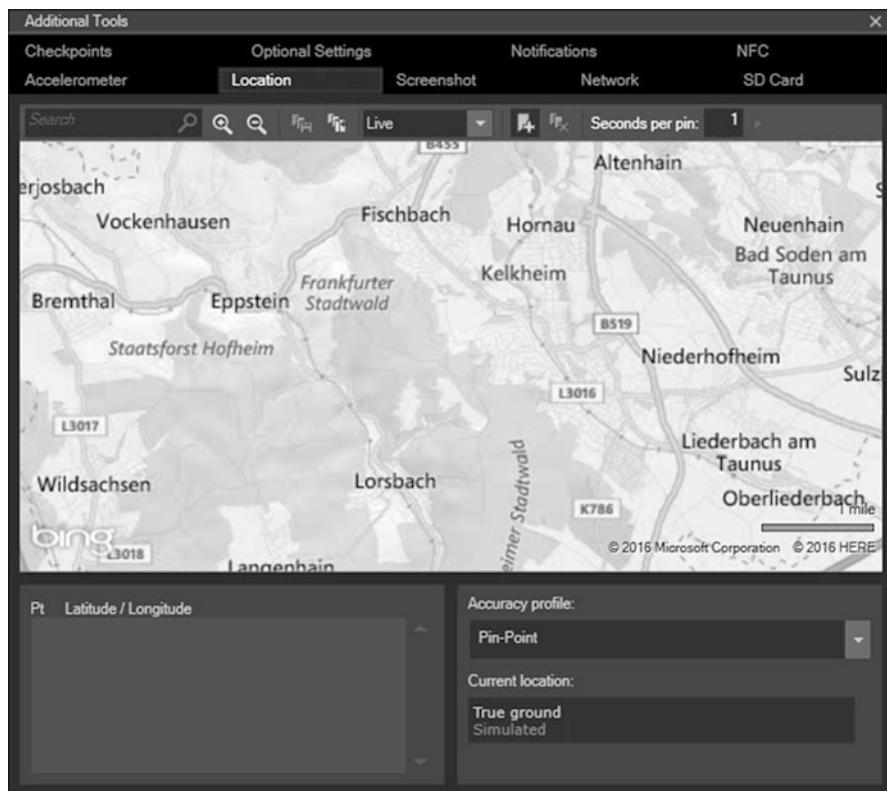 Additional Tools
Checkpoints Optional Settings Notifications NFC
Accelerometer Location Screenshot Network SD Card
Search Live Seconds per pin: 1
B455
Altenhain
erjosbach
Vockenhausen Fischbach Hornau Neuenhain
Bad Soden am
Taunus
Kelkheim
Frankfurter
Stadtwald
Bremthal Eppstein
B519
Staatsforst Hofheim
Niederhofheim
Sulz
L3016
L3017
Liederbach am
Taunus
Wildsachsen Lorsbach
eimer Stadtwald
Oberliederbach
1 mile
K786
bing
L3018
© 2016 Microsoft Corporation © 2016 HERE
Langenhain
Pt Latitude / Longitude
Accuracy profile:
Pin-Point
Current location:
True ground
Simulated